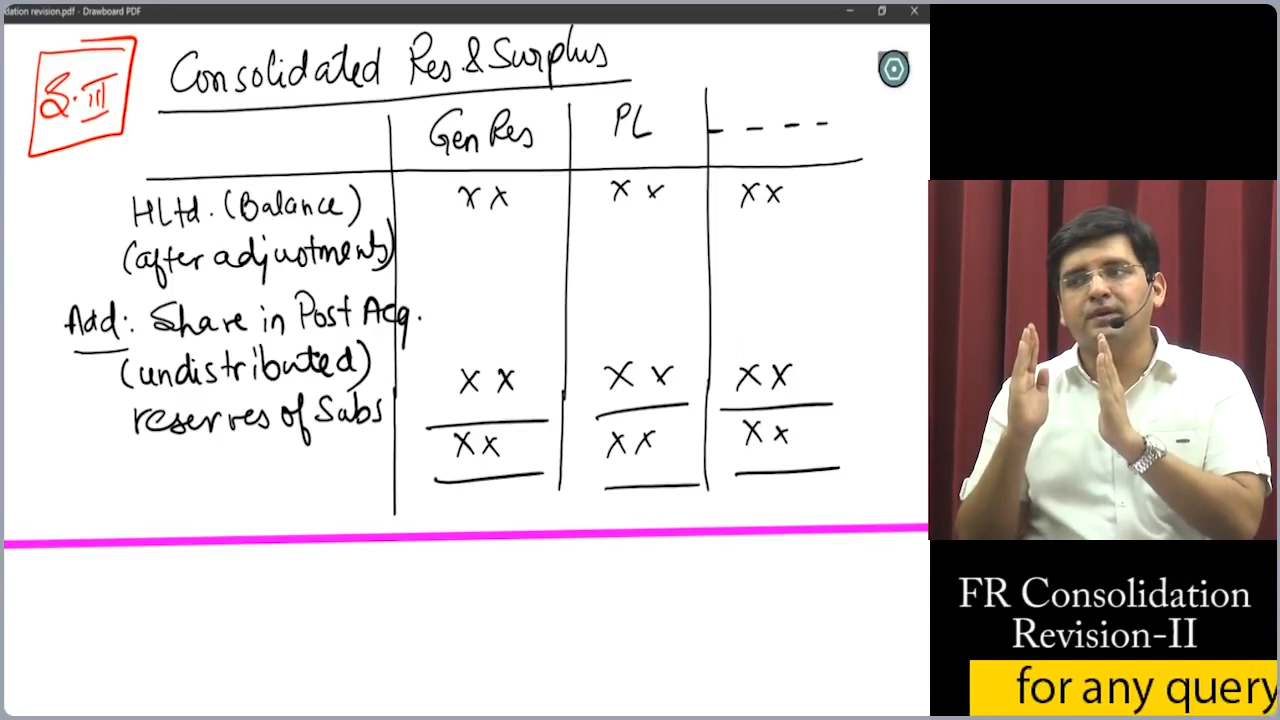 dation revision.pdf - Drawboard PDF
S.III
Consolidated Res. & Surplus
Gen Res PL - - - -
H Ltd. (Balance) xx xx xx
(after adjustments)
Add: Share in Post Acq.
(undistributed) xx xx xx
reserves of Subs
xx xx xx
FR Consolidation
Revision-II
for any query